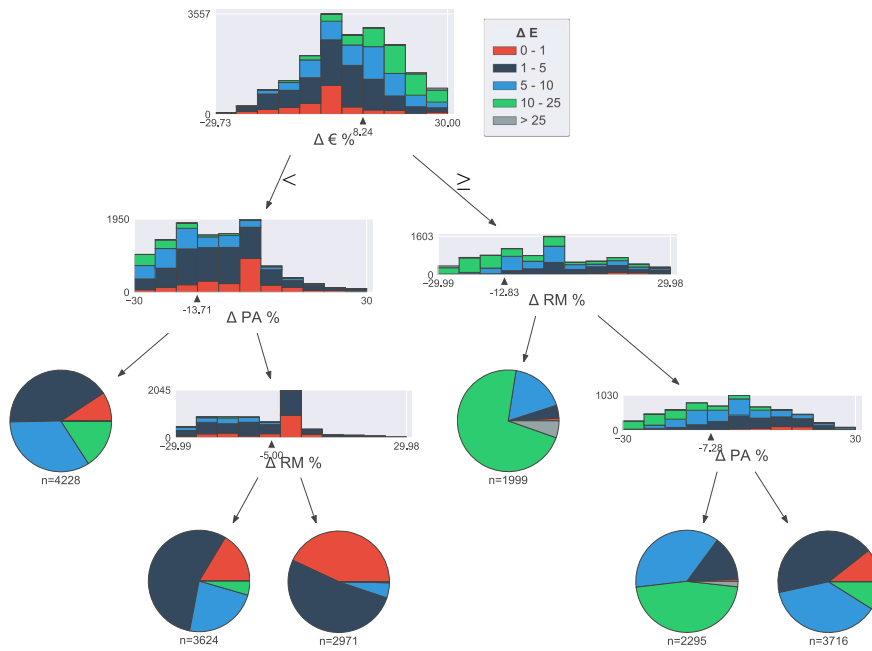 3557
0
−29.73
8.24
30.00
Δ € %
Δ E
0 - 1
1 - 5
5 - 10
10 - 25
> 25
<
≥
1950
0
−30
-13.71
30
Δ PA %
1603
0
−29.99
-12.83
29.98
Δ RM %
n=4228
2045
0
−29.99
-5.00
29.98
Δ RM %
n=1999
1030
0
−30
-7.28
30
Δ PA %
n=3624
n=2971
n=2295
n=3716